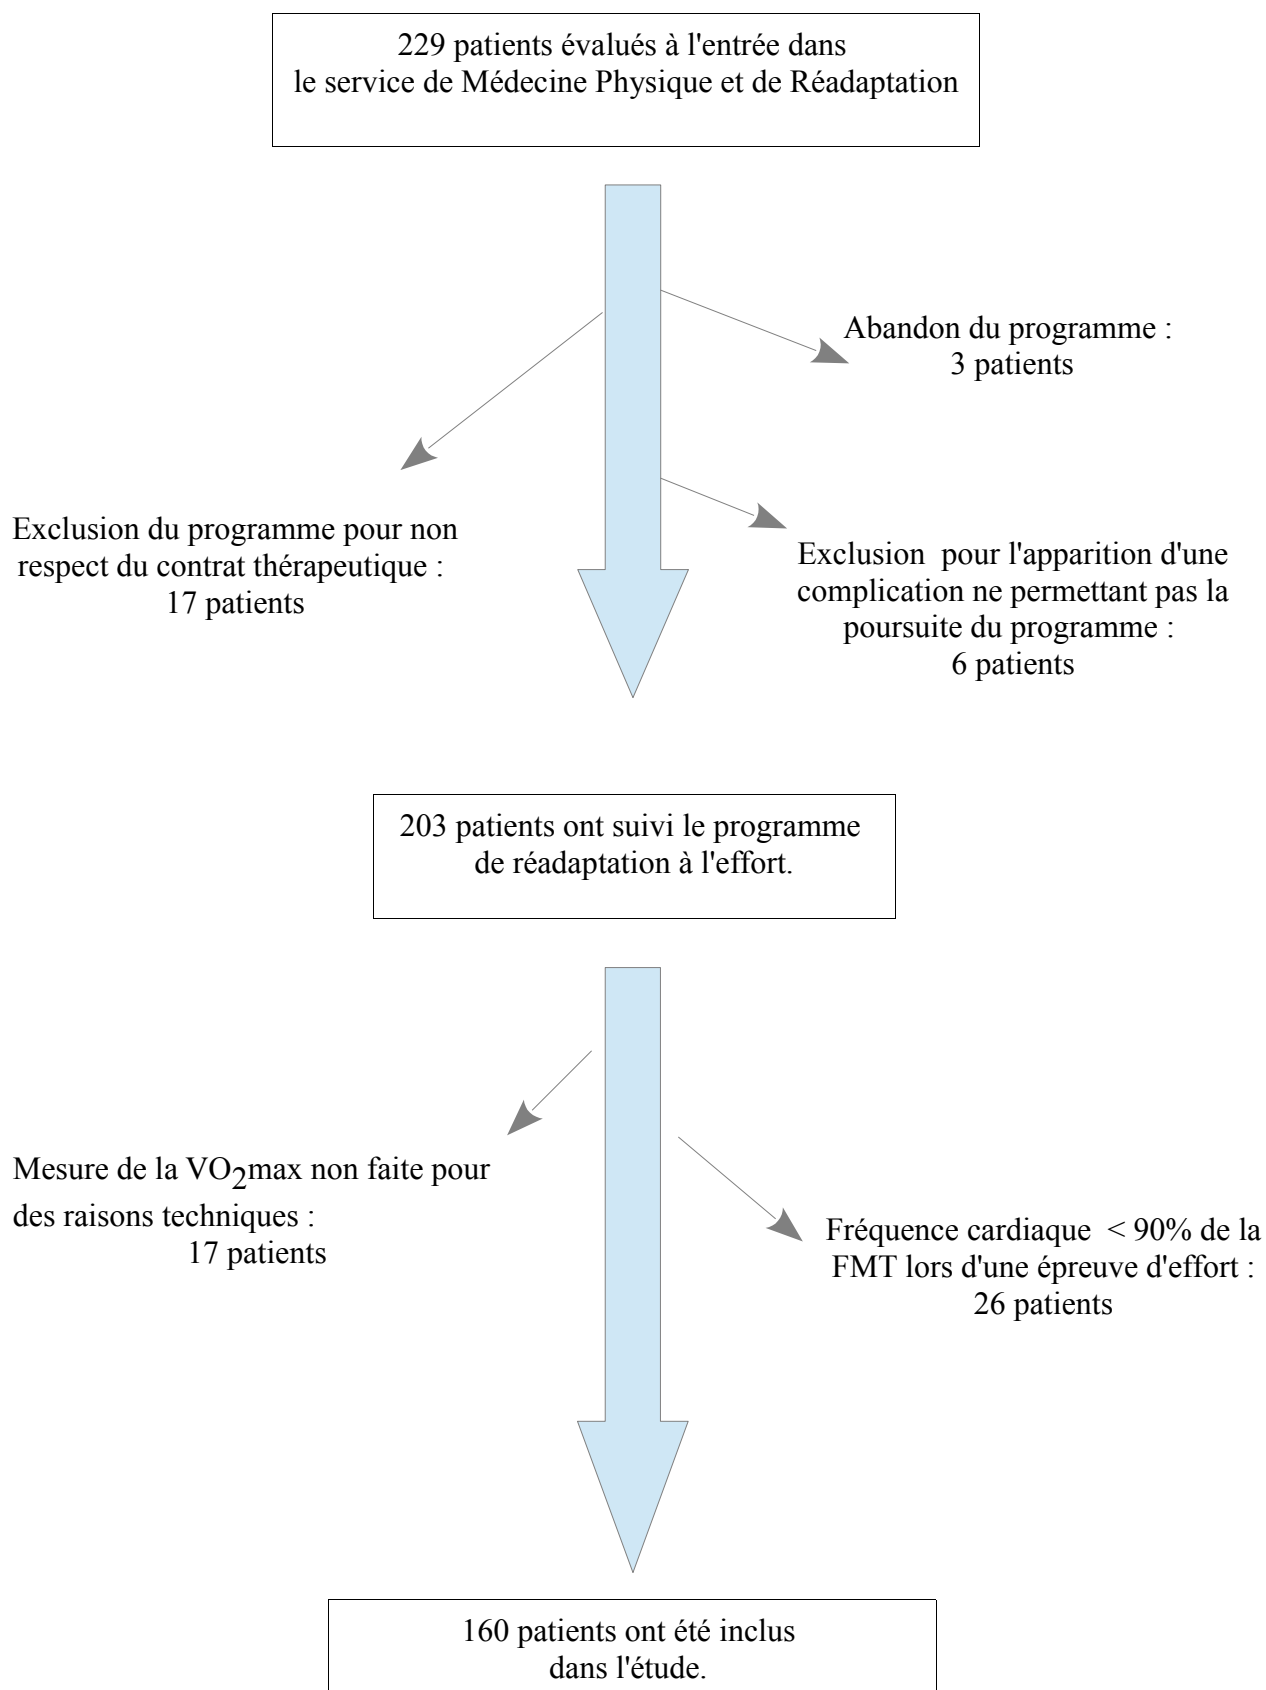 229 patients évalués à l'entrée dans
le service de Médecine Physique et de Réadaptation
Abandon du programme :
3 patients
Exclusion du programme pour non
respect du contrat thérapeutique :
17 patients
Exclusion pour l'apparition d'une
complication ne permettant pas la
poursuite du programme :
6 patients
203 patients ont suivi le programme
de réadaptation à l'effort.
Mesure de la VO2max non faite pour
des raisons techniques :
17 patients
Fréquence cardiaque < 90% de la
FMT lors d'une épreuve d'effort :
26 patients
160 patients ont été inclus
dans l'étude.